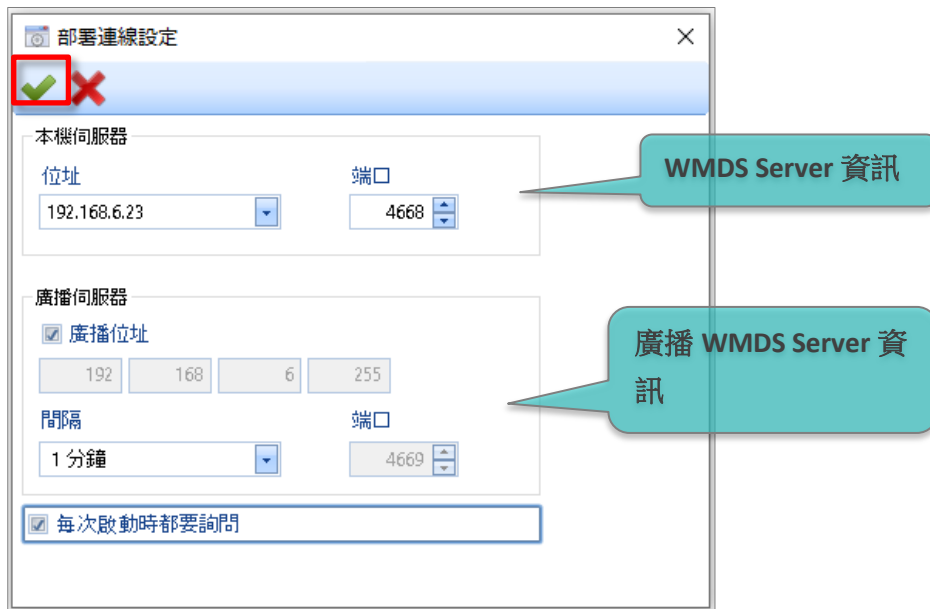 部署連線設定
本機伺服器
位址
端口
192.168.6.23
4668
WMDS Server 資訊
廣播伺服器
廣播位址
192
168
6
255
間隔
端口
1 分鐘
4669
廣播 WMDS Server 資
訊
每次啟動時都要詢問